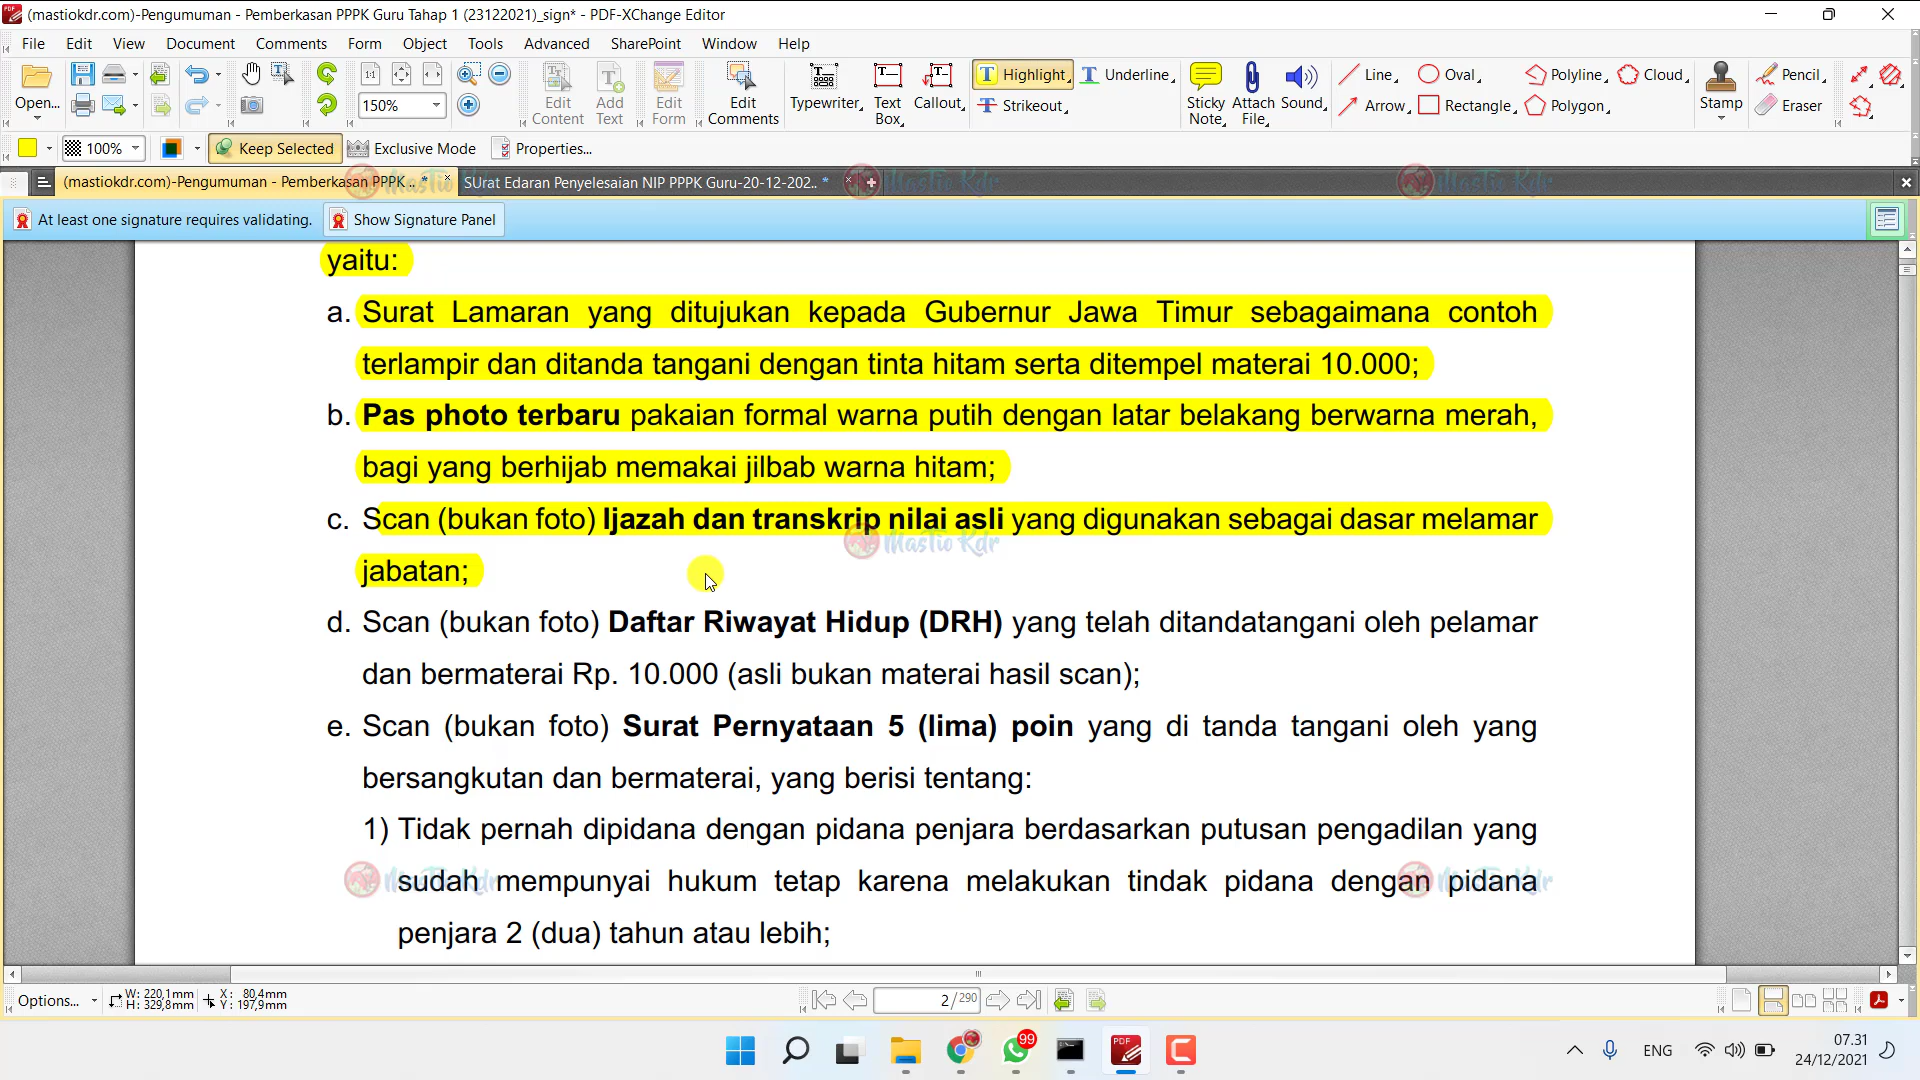 (mastiokdr.com)-Pengumuman - Pemberkasan PPPK Guru Tahap 1 (23122021)_sign* - PDF-XChange Editor
File Edit View Document Comments Form Object Tools Advanced SharePoint Window Help
Open...
150%
Edit Content
Add Text
Edit Form
Edit Comments
Typewriter
Text Box
Callout
Highlight
Underline
Strikeout
Sticky Note
Attach File
Sound
Line
Arrow
Oval
Rectangle
Polyline
Polygon
Cloud
Stamp
Pencil
Eraser
100% Keep Selected Exclusive Mode Properties...
(mastiokdr.com)-Pengumuman - Pemberkasan PPPK .. * SUrat Edaran Penyelesaian NIP PPPK Guru-20-12-202.. *
At least one signature requires validating. Show Signature Panel
yaitu:
a. Surat Lamaran yang ditujukan kepada Gubernur Jawa Timur sebagaimana contoh
terlampir dan ditanda tangani dengan tinta hitam serta ditempel materai 10.000;
b. Pas photo terbaru pakaian formal warna putih dengan latar belakang berwarna merah,
bagi yang berhijab memakai jilbab warna hitam;
c. Scan (bukan foto) Ijazah dan transkrip nilai asli yang digunakan sebagai dasar melamar
MasTio Kdr
jabatan;
d. Scan (bukan foto) Daftar Riwayat Hidup (DRH) yang telah ditandatangani oleh pelamar
dan bermaterai Rp. 10.000 (asli bukan materai hasil scan);
e. Scan (bukan foto) Surat Pernyataan 5 (lima) poin yang di tanda tangani oleh yang
bersangkutan dan bermaterai, yang berisi tentang:
1) Tidak pernah dipidana dengan pidana penjara berdasarkan putusan pengadilan yang
sudah mempunyai hukum tetap karena melakukan tindak pidana dengan pidana
penjara 2 (dua) tahun atau lebih;
Options... W: 220,1mm X: 80,4mm
H: 329,8mm Y: 197,9mm
2 / 290
99
ENG
07.31
24/12/2021